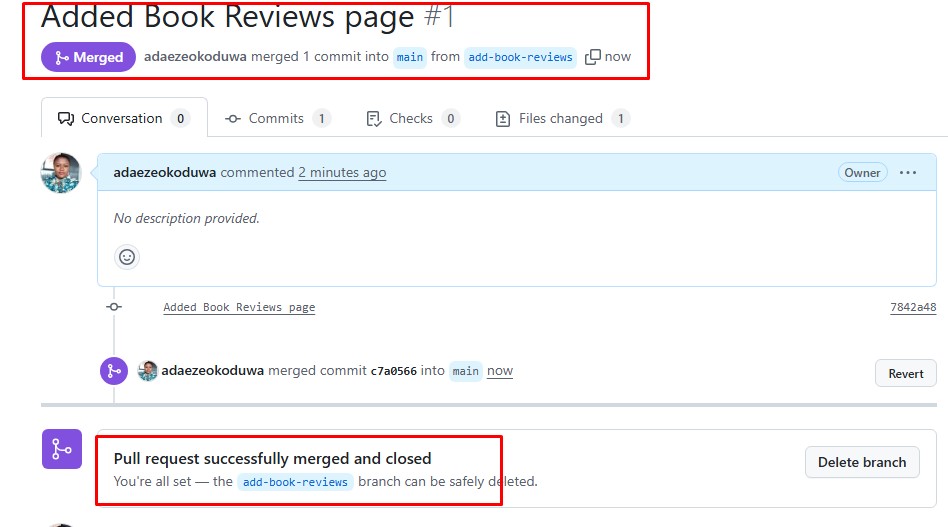 Added Book Reviews page #1
Merged adaezeokoduwa merged 1 commit into main from add-book-reviews now
Conversation 0 Commits 1 Checks 0 Files changed 1
adaezeokoduwa commented 2 minutes ago Owner
No description provided.
Added Book Reviews page 7842a48
adaezeokoduwa merged commit c7a0566 into main now Revert
Pull request successfully merged and closed
You're all set — the add-book-reviews branch can be safely deleted.
Delete branch